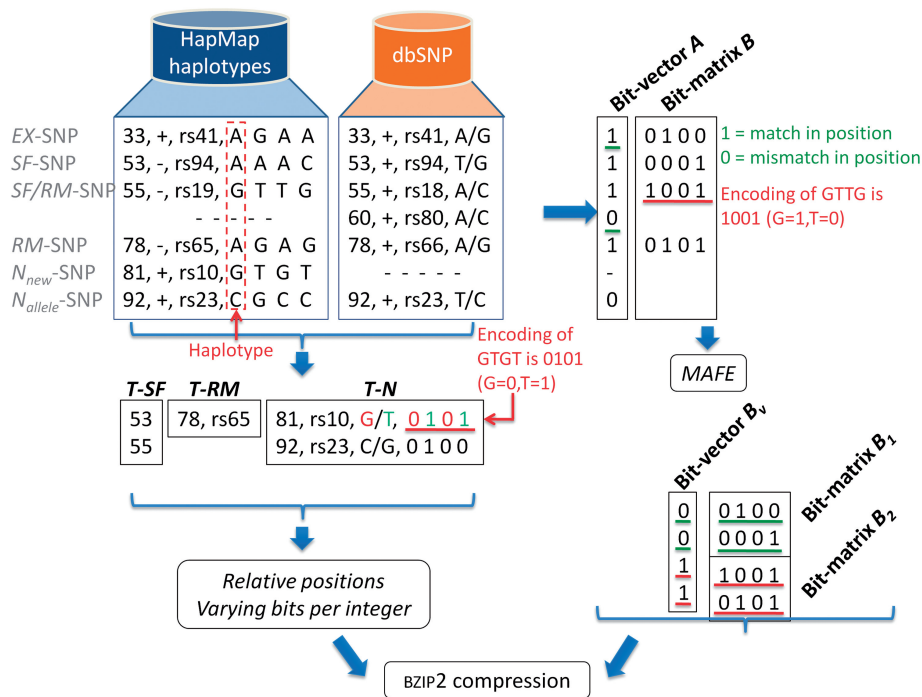 HapMap
haplotypes
dbSNP
Bit-vector A
Bit-matrix B
EX-SNP
33, +, rs41, A G A A
33, +, rs41, A/G
1
0 1 0 0
1 = match in position
SF-SNP
53, -, rs94, A A A C
53, +, rs94, T/G
1
0 0 0 1
0 = mismatch in position
SF/RM-SNP
55, -, rs19, G T T G
55, +, rs18, A/C
1
1 0 0 1
Encoding of GTTG is
1001 (G=1,T=0)
- - - - -
60, +, rs80, A/C
0
RM-SNP
78, -, rs65, A G A G
78, +, rs66, A/G
1
0 1 0 1
Nnew-SNP
81, +, rs10, G T G T
- - - - -
-
Nallele-SNP
92, +, rs23, C G C C
92, +, rs23, T/C
0
Haplotype
Encoding of
GTGT is 0101
(G=0,T=1)
MAFE
T-SF
T-RM
T-N
53
78, rs65
81, rs10, G/T, 0 1 0 1
55
92, rs23, C/G, 0 1 0 0
Bit-vector Bv
Bit-matrix B1
Bit-matrix B2
0
0 1 0 0
0
0 0 0 1
1
1 0 0 1
1
0 1 0 1
Relative positions
Varying bits per integer
BZIP2 compression